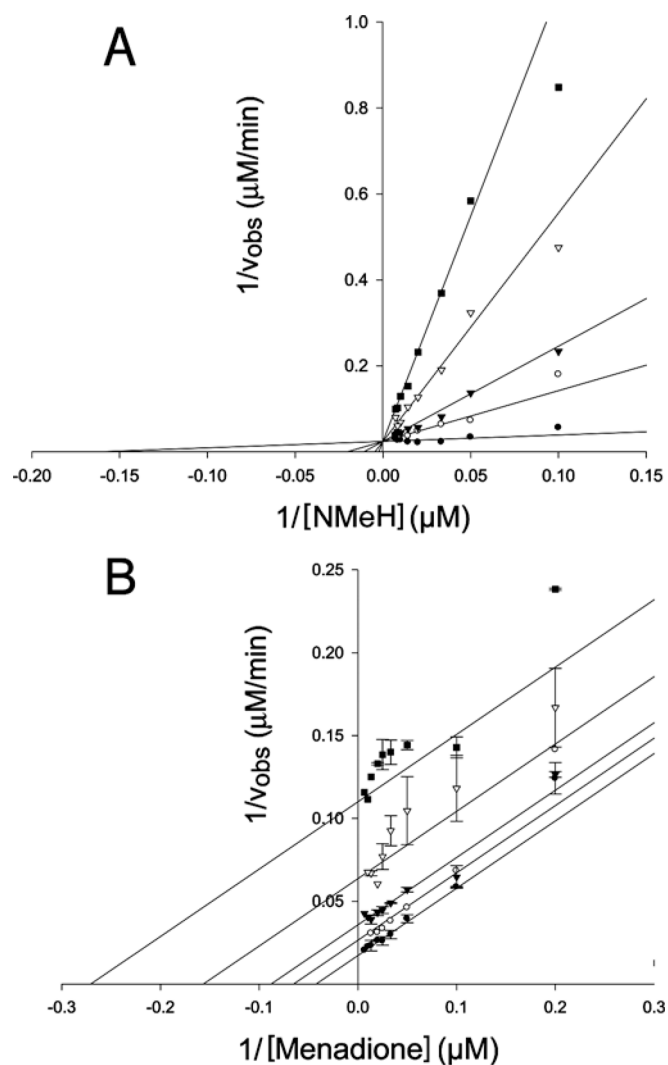 A
1.0
0.8
0.6
0.4
0.2
1/vobs (µM/min)
-0.20 -0.15 -0.10 -0.05 0.00 0.05 0.10 0.15
1/[NMeH] (µM)
B
0.25
0.20
0.15
0.10
0.05
1/vobs (µM/min)
-0.3 -0.2 -0.1 0.0 0.1 0.2 0.3
1/[Menadione] (µM)